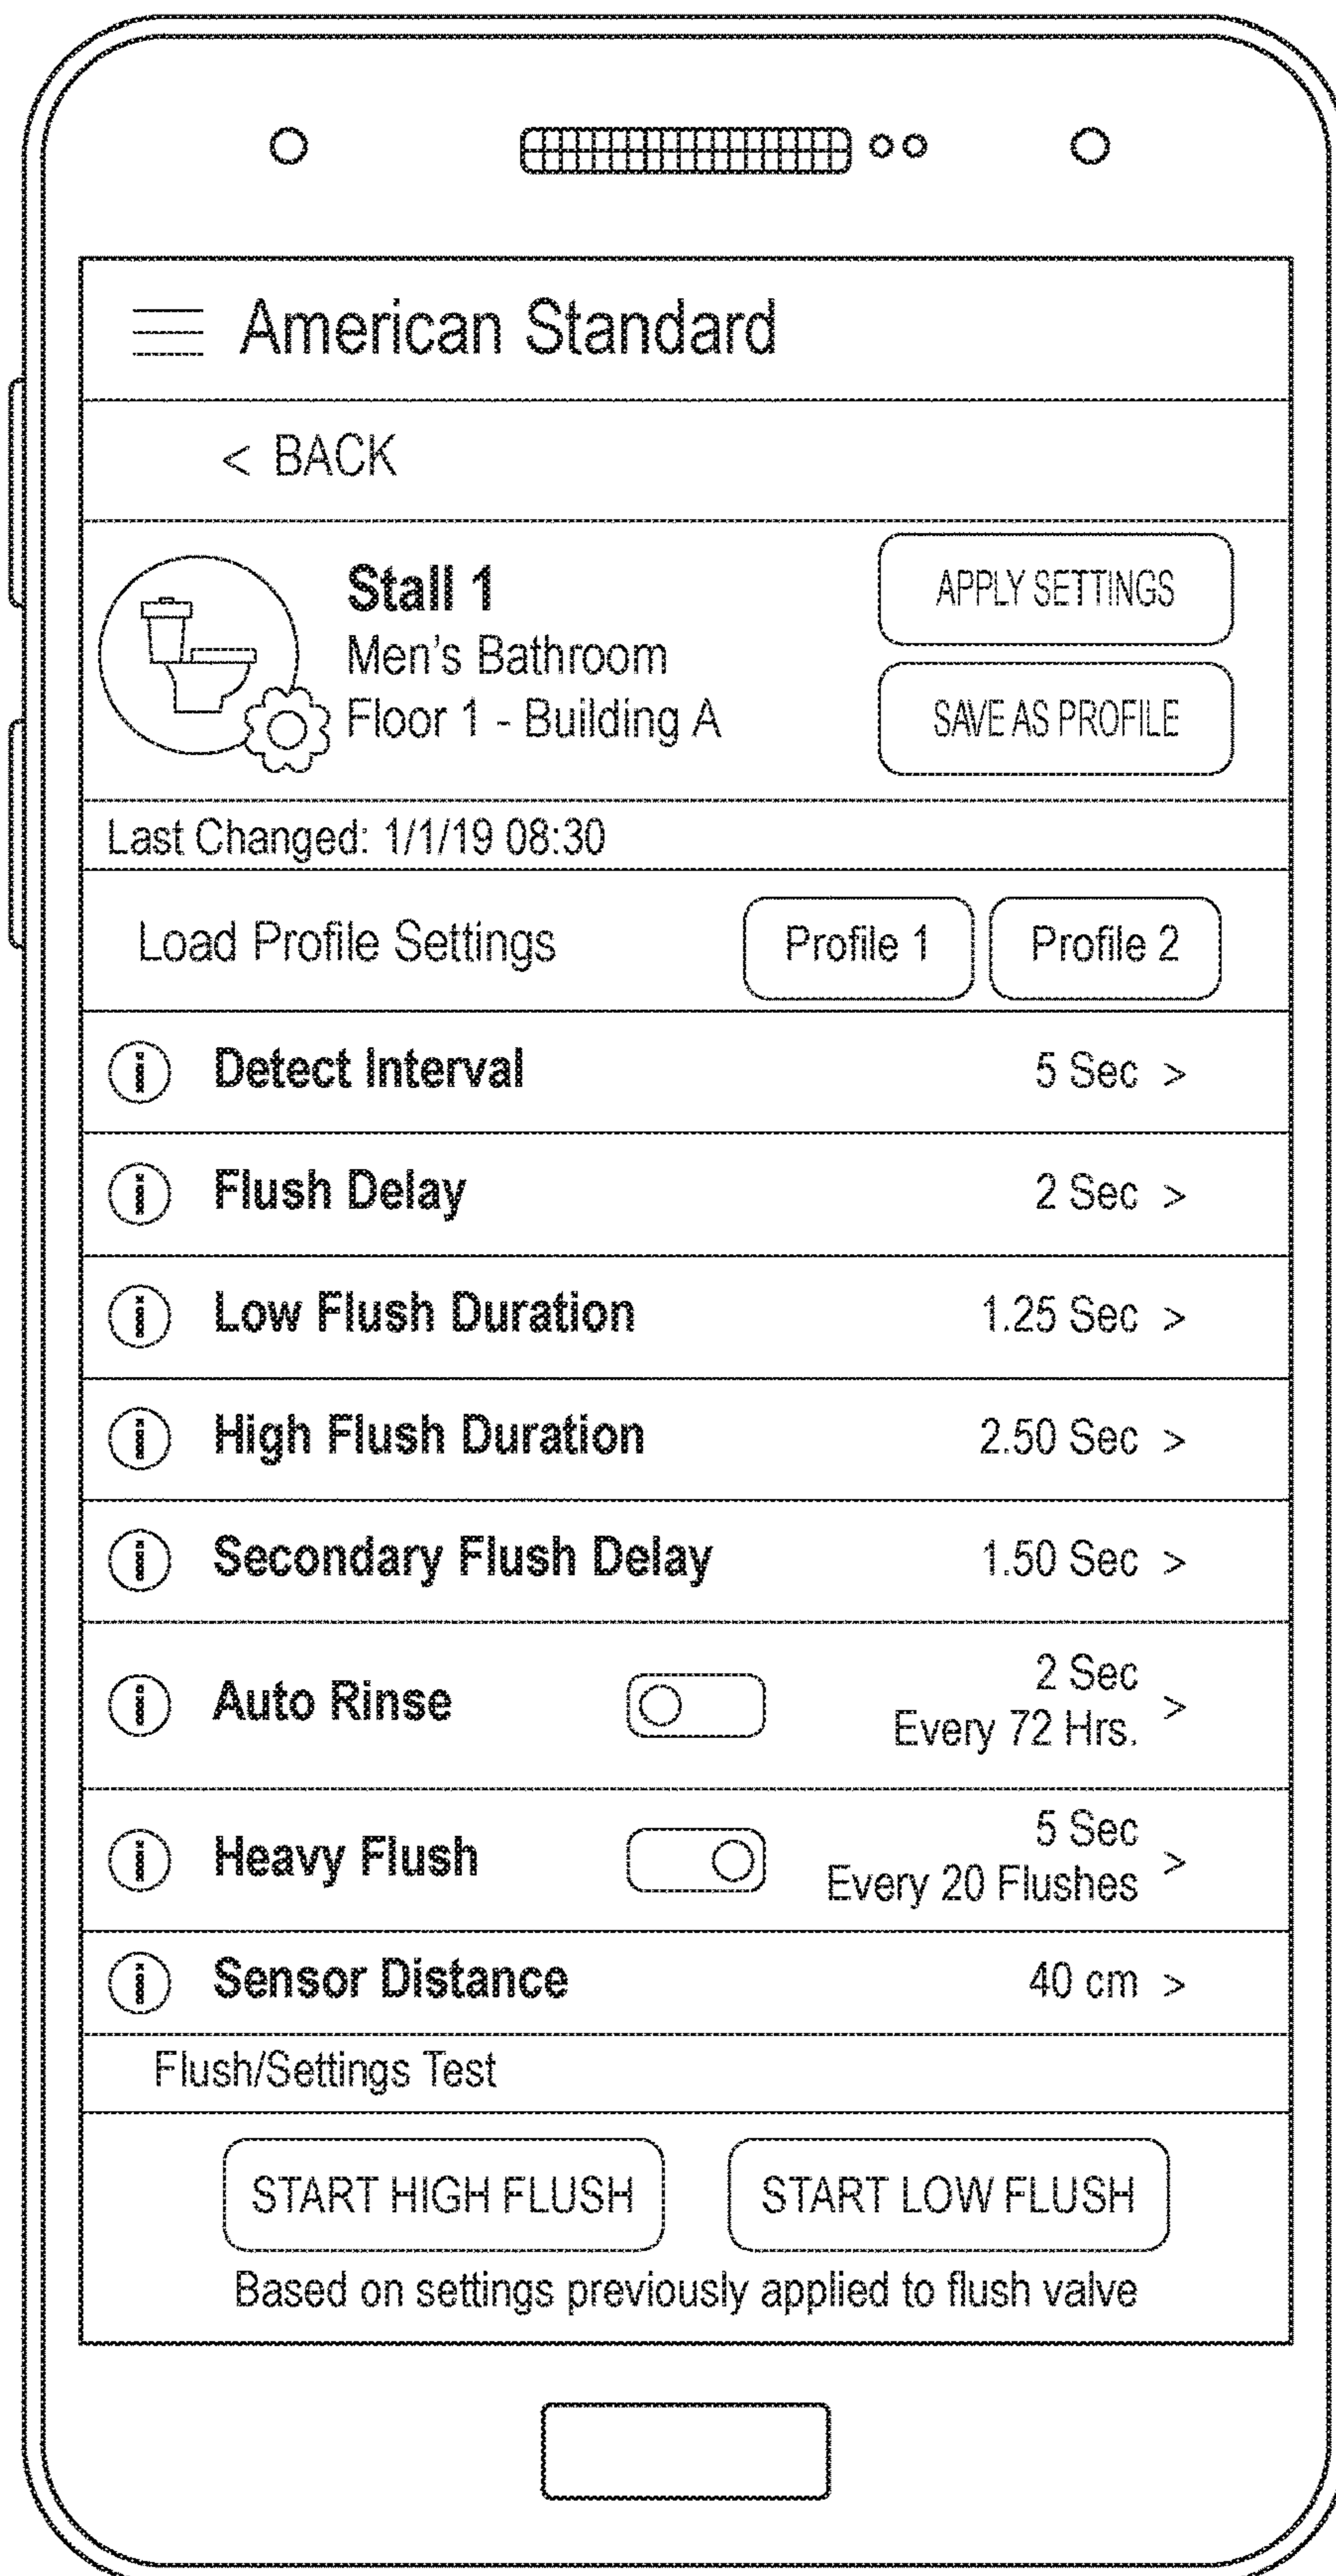 American Standard
< BACK
Stall 1
Men's Bathroom
Floor 1 - Building A
APPLY SETTINGS
SAVE AS PROFILE
Last Changed: 1/1/19 08:30
Load Profile Settings Profile 1 Profile 2
i Detect Interval 5 Sec >
i Flush Delay 2 Sec >
i Low Flush Duration 1.25 Sec >
i High Flush Duration 2.50 Sec >
i Secondary Flush Delay 1.50 Sec >
i Auto Rinse 2 Sec
Every 72 Hrs. >
i Heavy Flush 5 Sec
Every 20 Flushes >
i Sensor Distance 40 cm >
Flush/Settings Test
START HIGH FLUSH START LOW FLUSH
Based on settings previously applied to flush valve